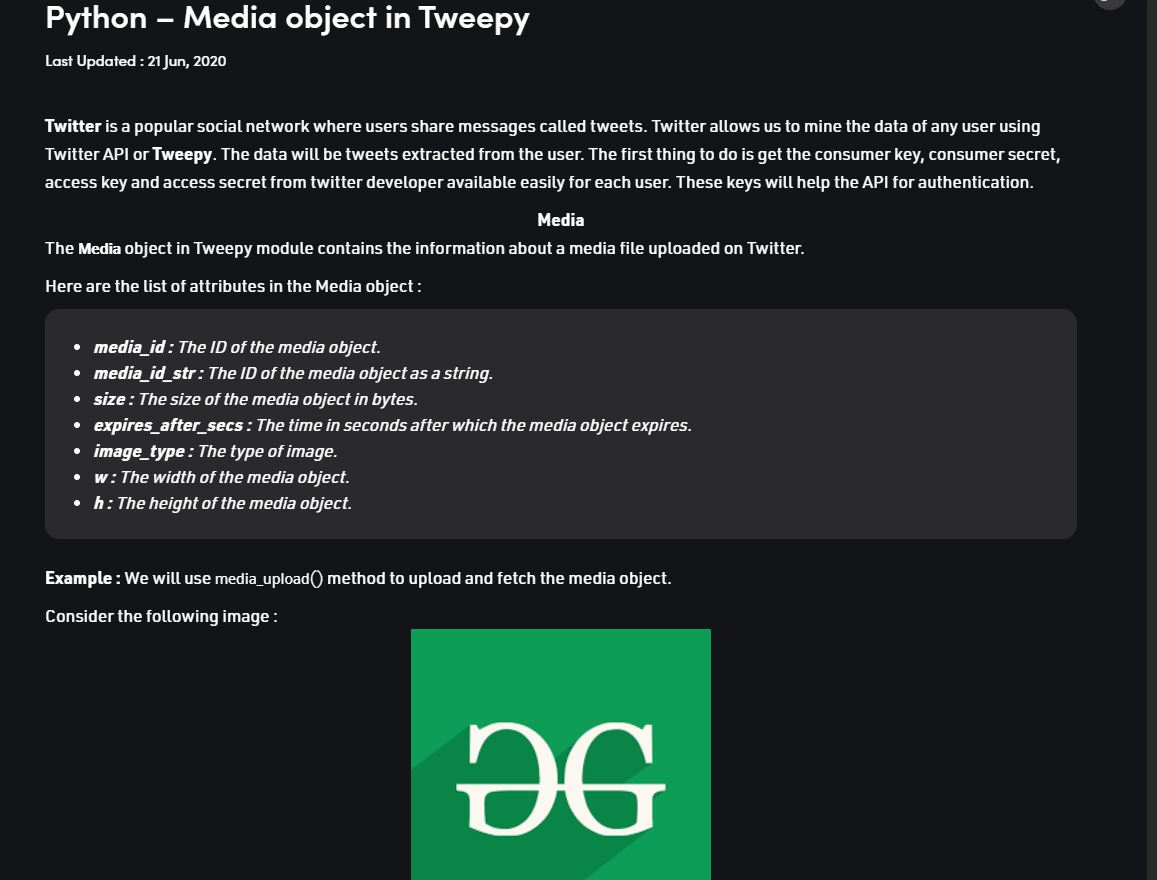 Python – Media object in Tweepy
Last Updated : 21 Jun, 2020
Twitter is a popular social network where users share messages called tweets. Twitter allows us to mine the data of any user using
Twitter API or Tweepy. The data will be tweets extracted from the user. The first thing to do is get the consumer key, consumer secret,
access key and access secret from twitter developer available easily for each user. These keys will help the API for authentication.
Media
The Media object in Tweepy module contains the information about a media file uploaded on Twitter.
Here are the list of attributes in the Media object :
• media_id : The ID of the media object.
• media_id_str : The ID of the media object as a string.
• size : The size of the media object in bytes.
• expires_after_secs : The time in seconds after which the media object expires.
• image_type : The type of image.
• w : The width of the media object.
• h : The height of the media object.
Example : We will use media_upload() method to upload and fetch the media object.
Consider the following image :